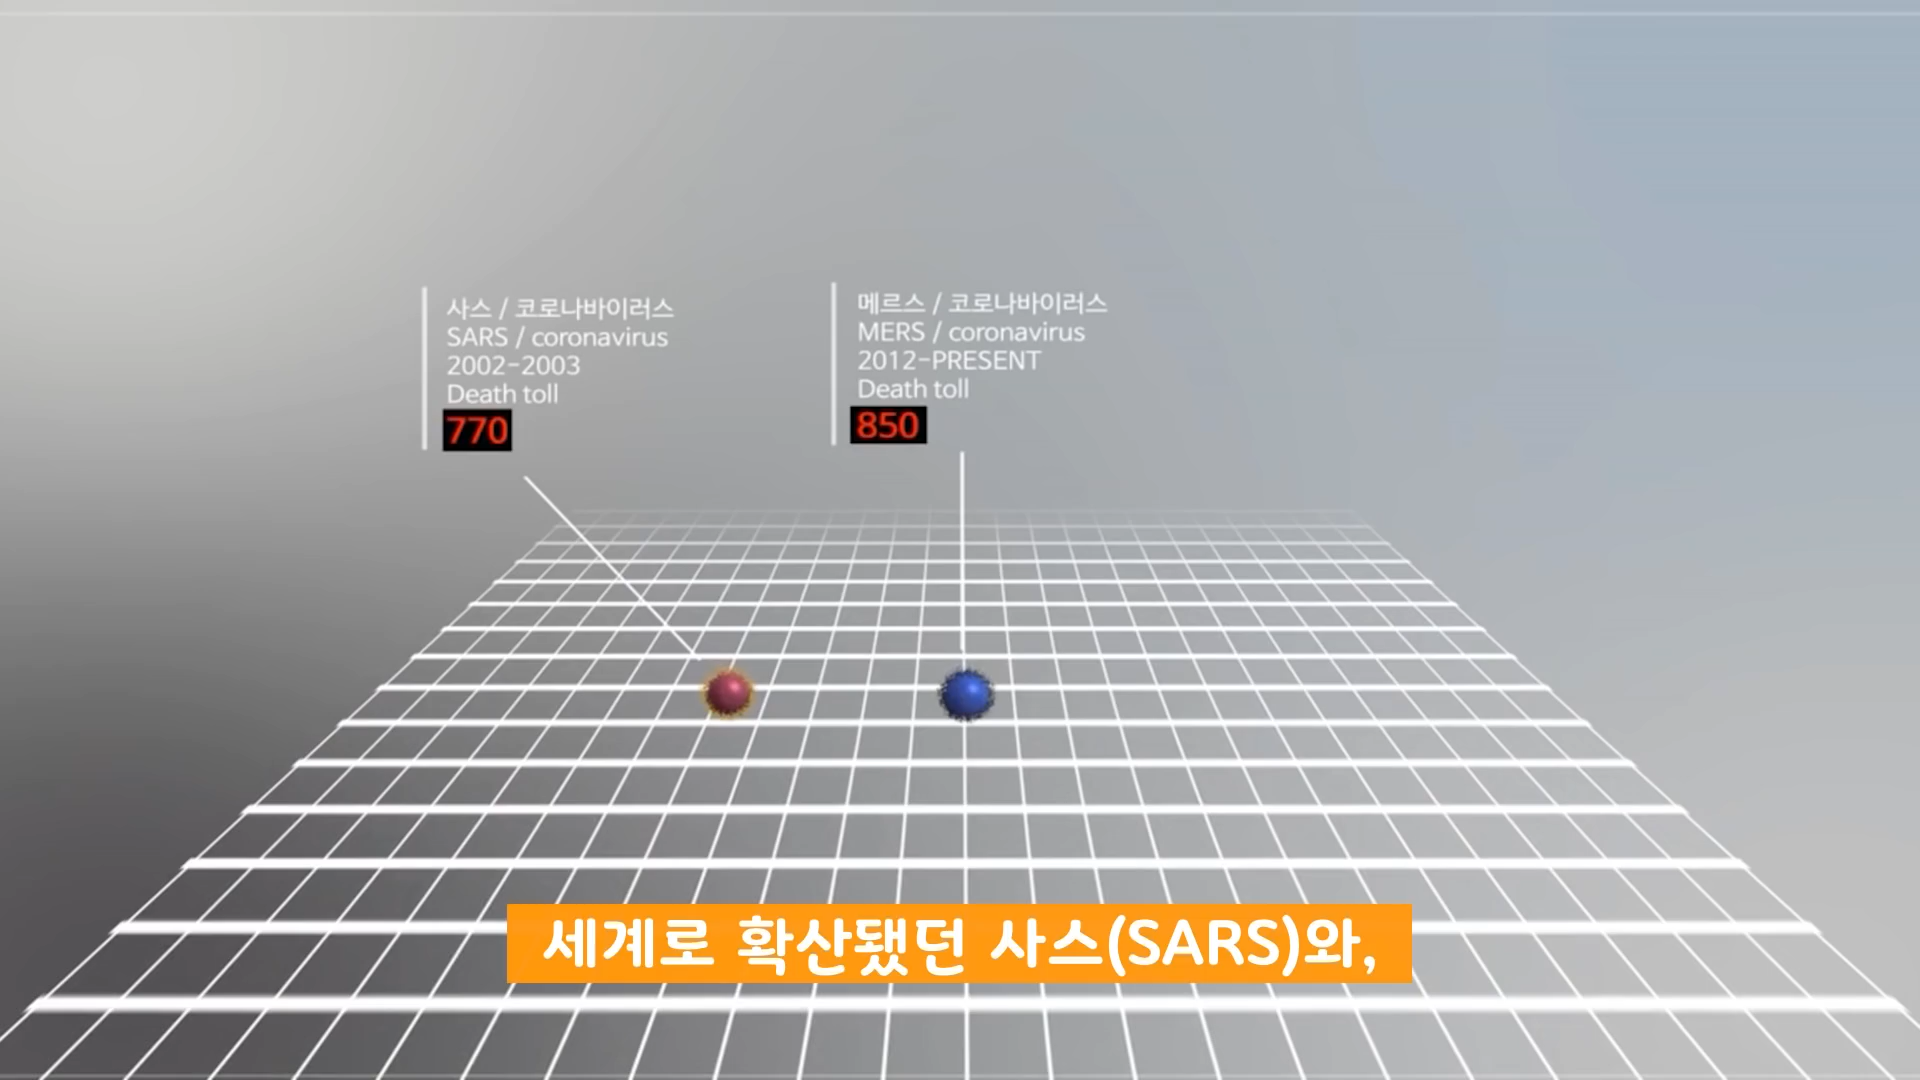 사스 / 코로나바이러스
SARS / coronavirus
2002-2003
Death toll
770
메르스 / 코로나바이러스
MERS / coronavirus
2012-PRESENT
Death toll
850
세계로 확산됐던 사스(SARS)와,